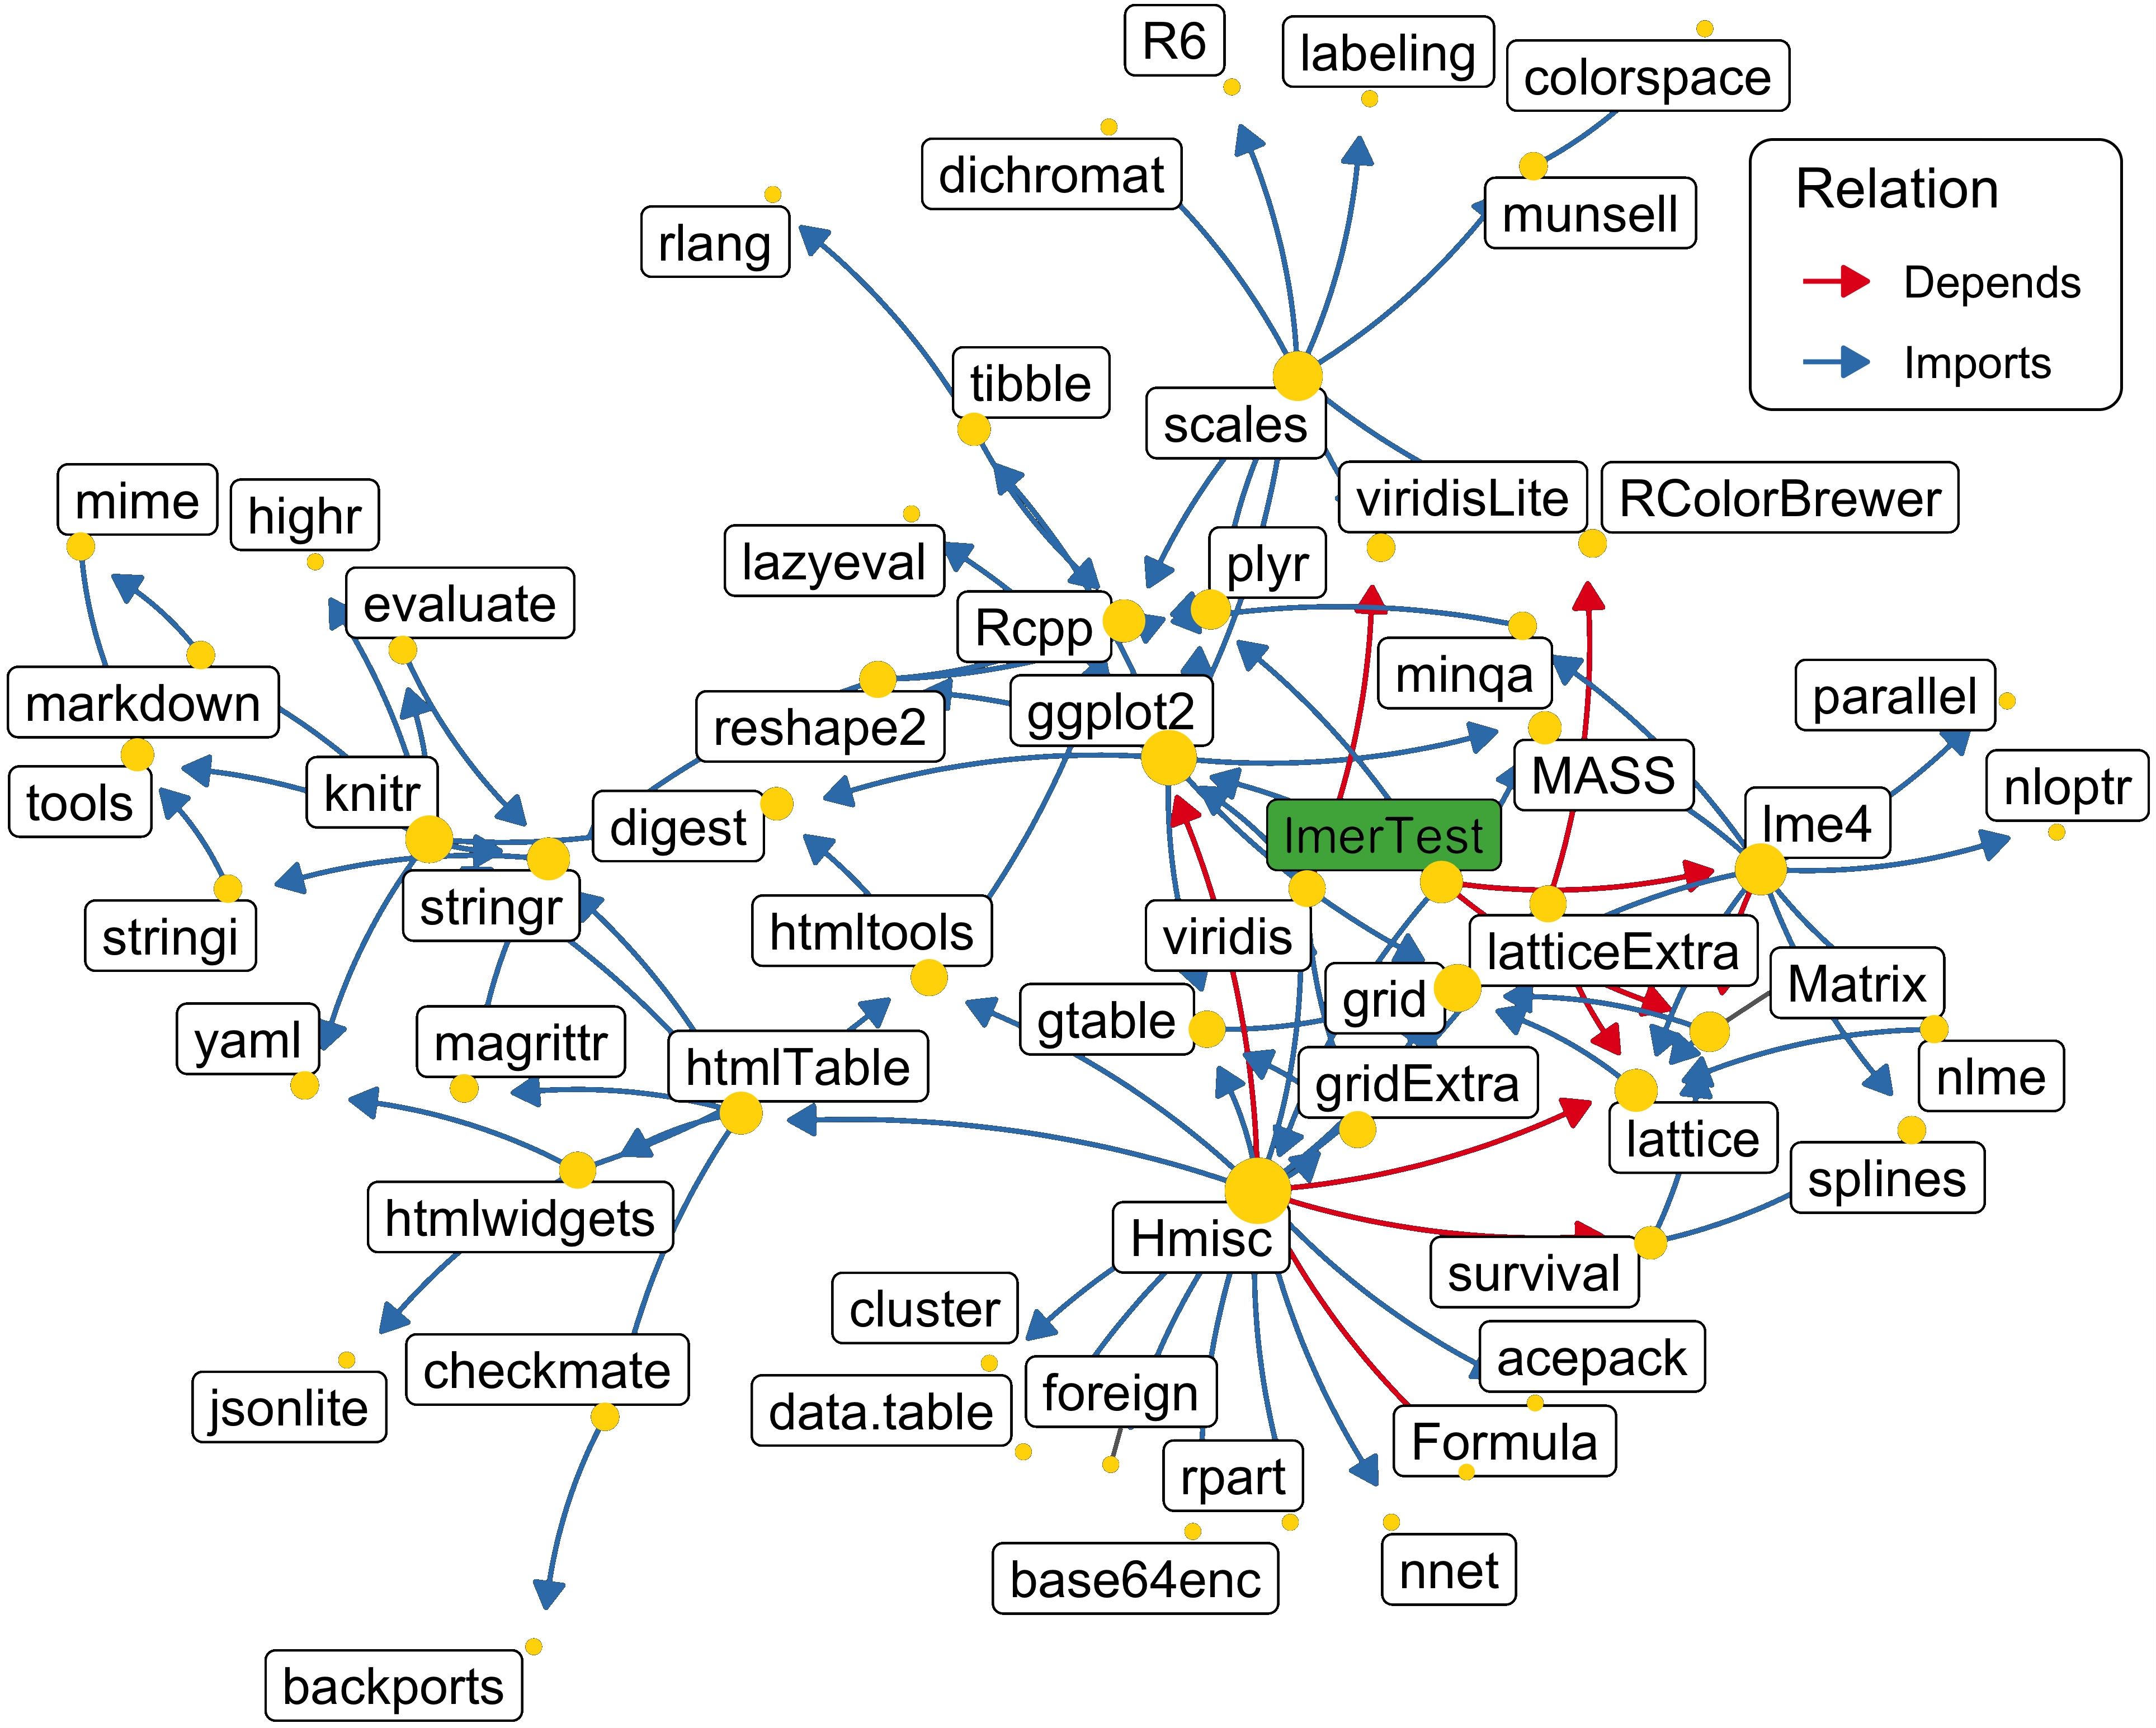 R6
labeling
colorspace
dichromat
munsell
Relation
Depends
Imports
rlang
tibble
scales
mime
highr
viridisLite
RColorBrewer
lazyeval
plyr
evaluate
Rcpp
minqa
markdown
reshape2
ggplot2
parallel
MASS
nloptr
tools
knitr
digest
lmerTest
lme4
stringi
stringr
htmltools
viridis
latticeExtra
grid
Matrix
yaml
magrittr
htmlTable
gtable
gridExtra
nlme
lattice
splines
htmlwidgets
Hmisc
survival
cluster
acepack
jsonlite
checkmate
data.table
foreign
Formula
rpart
base64enc
nnet
backports